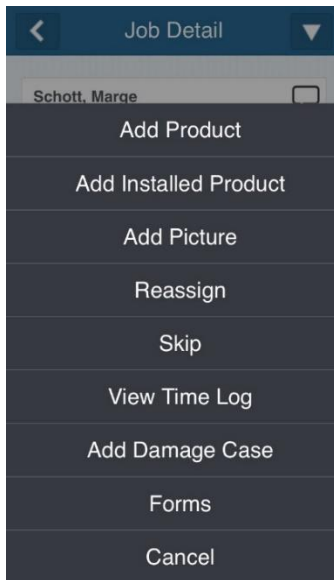 Job Detail
Schott, Marge
Add Product
Add Installed Product
Add Picture
Reassign
Skip
View Time Log
Add Damage Case
Forms
Cancel